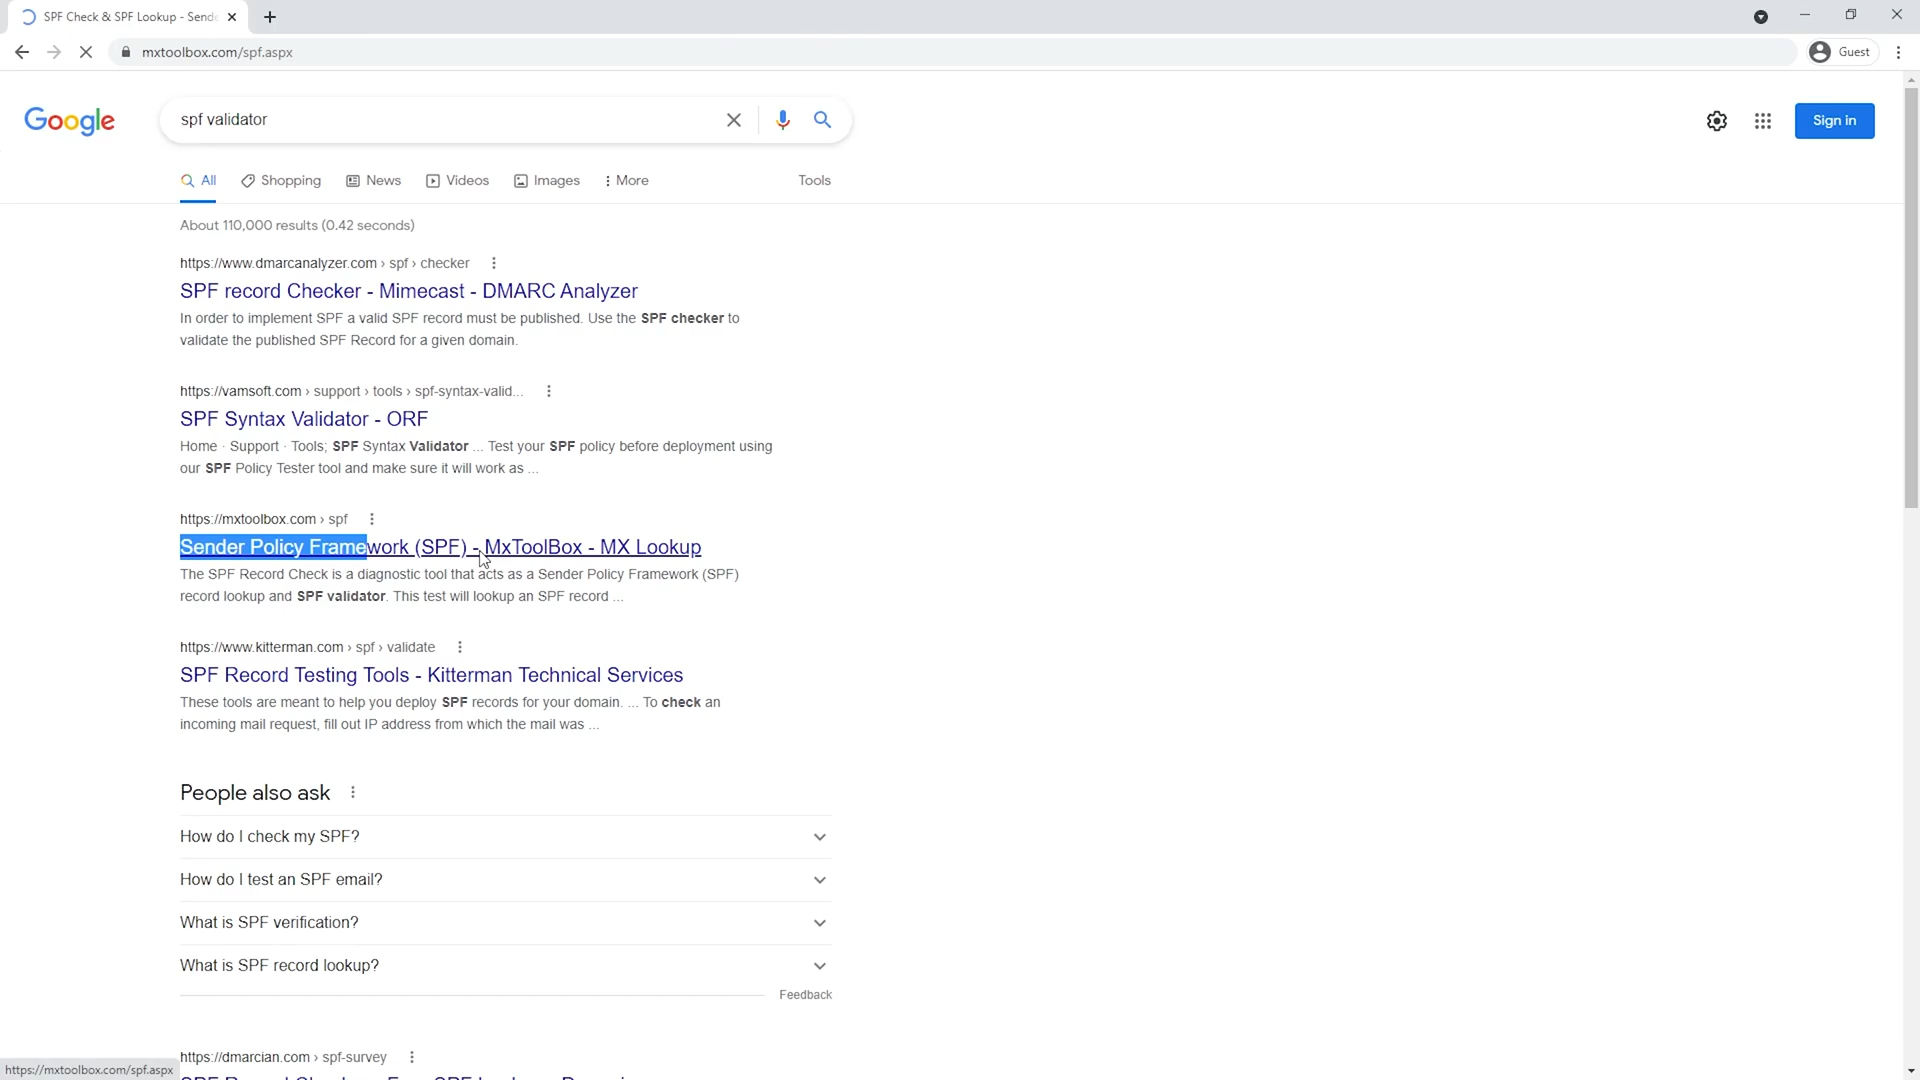 SPF Check & SPF Lookup - Sende
mxtoolbox.com/spf.aspx
Guest
Google
spf validator
Sign in
All
Shopping
News
Videos
Images
More
Tools
About 110,000 results (0.42 seconds)
https://www.dmarcanalyzer.com › spf › checker
SPF record Checker - Mimecast - DMARC Analyzer
In order to implement SPF a valid SPF record must be published. Use the SPF checker to
validate the published SPF Record for a given domain.
https://vamsoft.com › support › tools › spf-syntax-valid...
SPF Syntax Validator - ORF
Home · Support · Tools; SPF Syntax Validator ... Test your SPF policy before deployment using
our SPF Policy Tester tool and make sure it will work as ...
https://mxtoolbox.com › spf
Sender Policy Framework (SPF) - MxToolBox - MX Lookup
The SPF Record Check is a diagnostic tool that acts as a Sender Policy Framework (SPF)
record lookup and SPF validator. This test will lookup an SPF record ...
https://www.kitterman.com › spf › validate
SPF Record Testing Tools - Kitterman Technical Services
These tools are meant to help you deploy SPF records for your domain. ... To check an
incoming mail request, fill out IP address from which the mail was ...
People also ask
How do I check my SPF?
How do I test an SPF email?
What is SPF verification?
What is SPF record lookup?
Feedback
https://dmarcian.com › spf-survey
https://mxtoolbox.com/spf.aspx